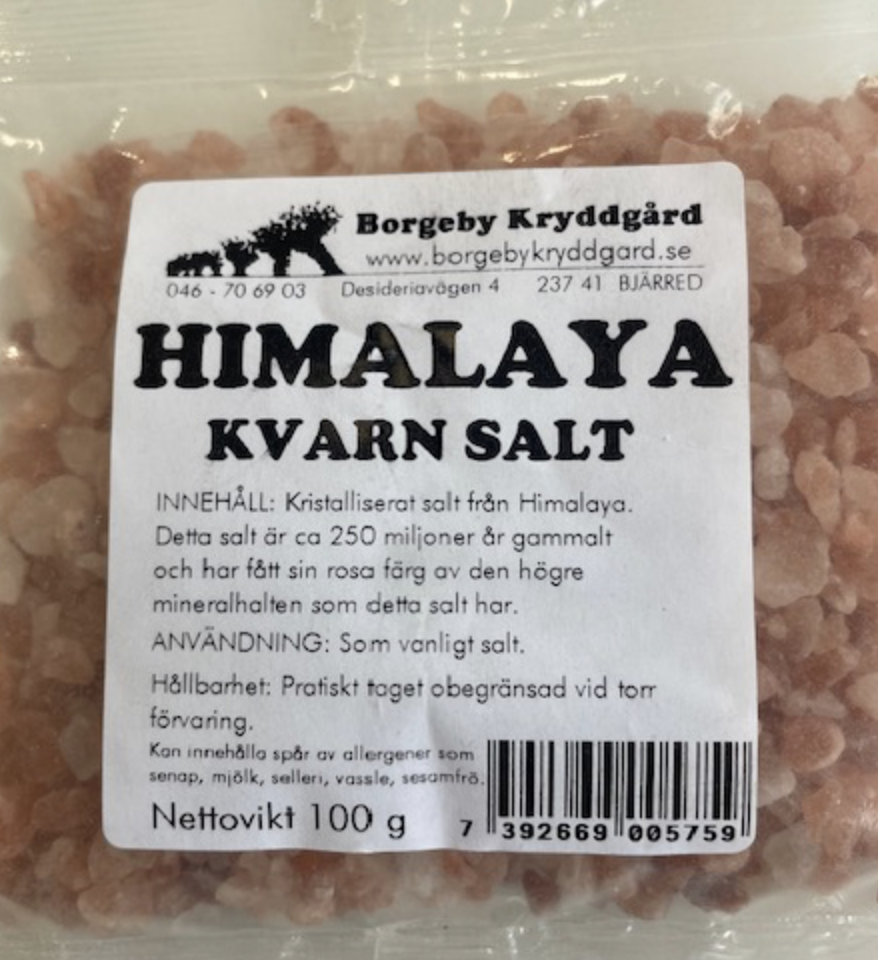 Borgeby Kryddgård
www.borgebykryddgard.se
046 - 70 69 03 Desideriavägen 4 237 41 BJÄRRED
HIMALAYA
KVARN SALT
INNEHÅLL: Kristalliserat salt från Himalaya.
Detta salt är ca 250 miljoner år gammalt
och har fått sin rosa färg av den högre
mineralhalten som detta salt har.
ANVÄNDNING: Som vanligt salt.
Hållbarhet: Pratiskt taget obegränsad vid torr
förvaring.
Kan innehålla spår av allergener som
senap, mjölk, selleri, vassle, sesamfrö.
Nettovikt 100 g
7 392669 005759